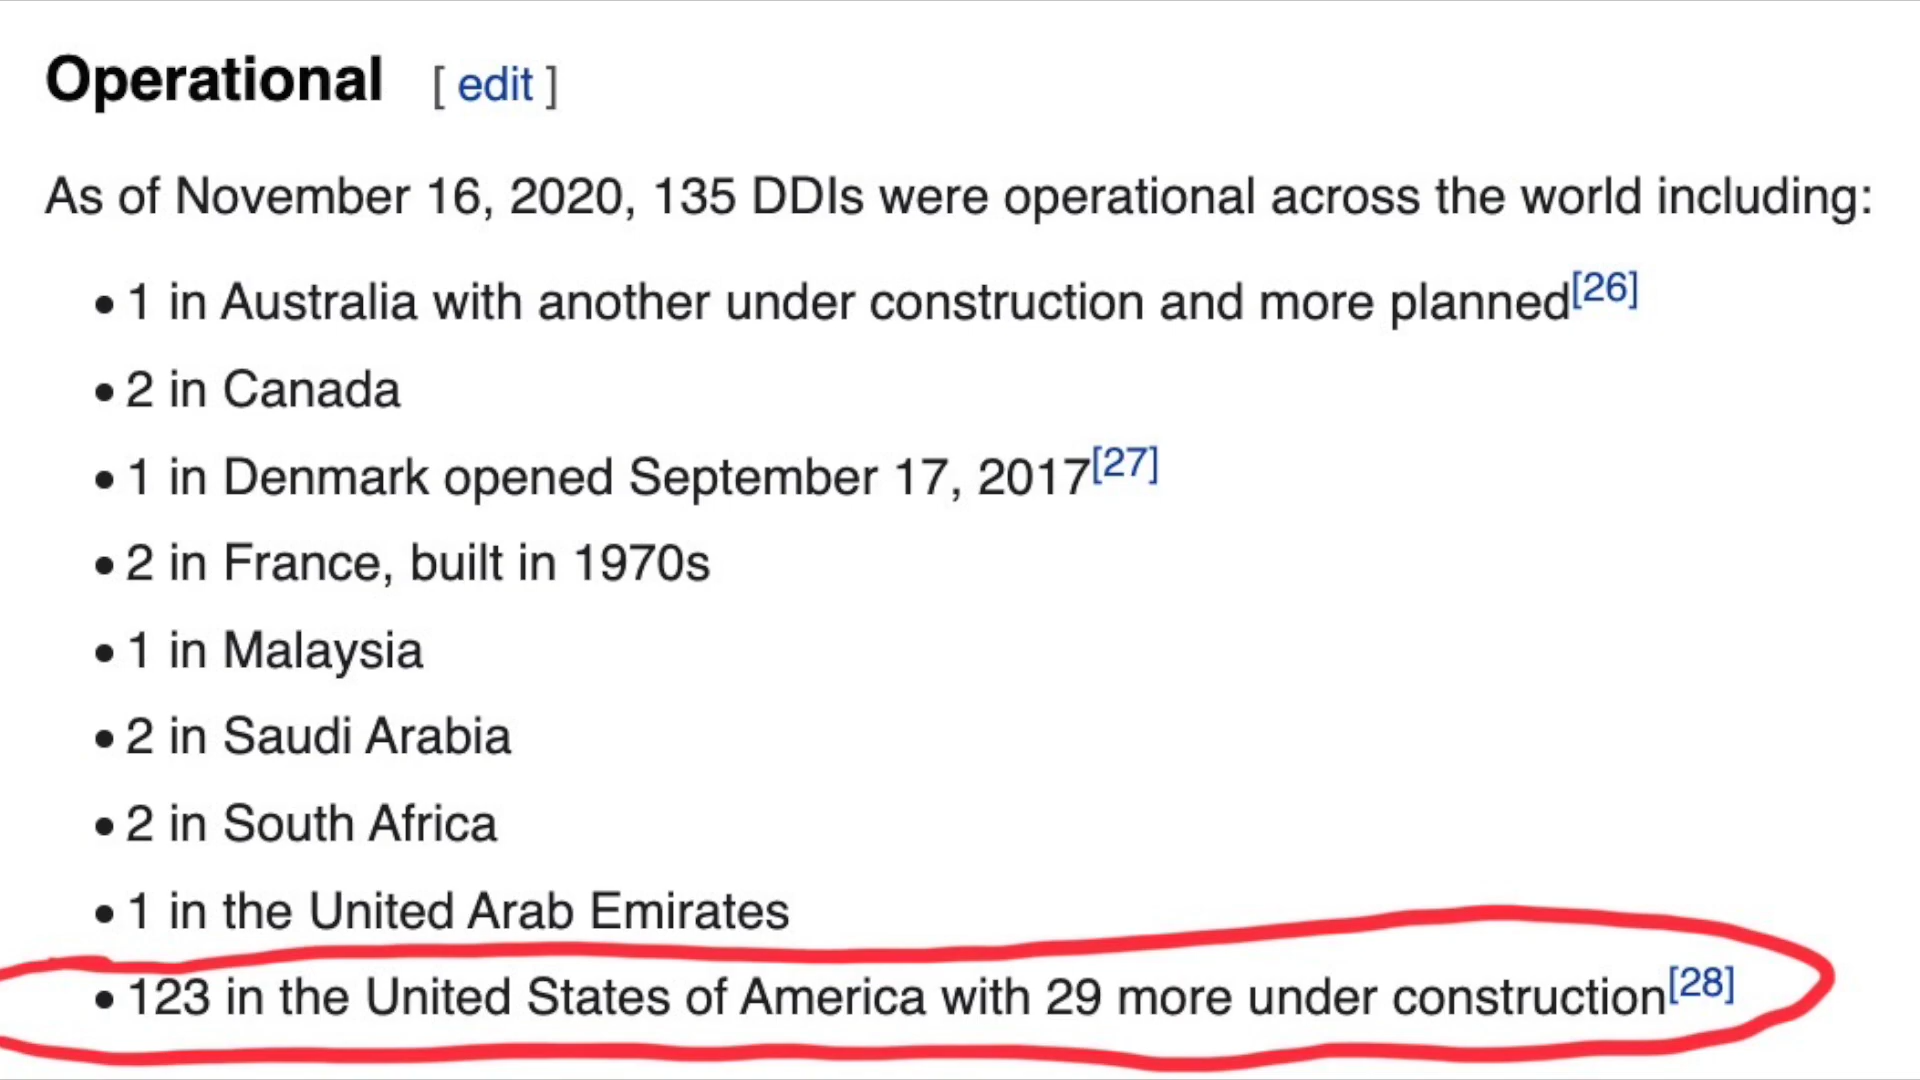 Operational [ edit ]
As of November 16, 2020, 135 DDIs were operational across the world including:
• 1 in Australia with another under construction and more planned[26]
• 2 in Canada
• 1 in Denmark opened September 17, 2017[27]
• 2 in France, built in 1970s
• 1 in Malaysia
• 2 in Saudi Arabia
• 2 in South Africa
• 1 in the United Arab Emirates
• 123 in the United States of America with 29 more under construction[28]